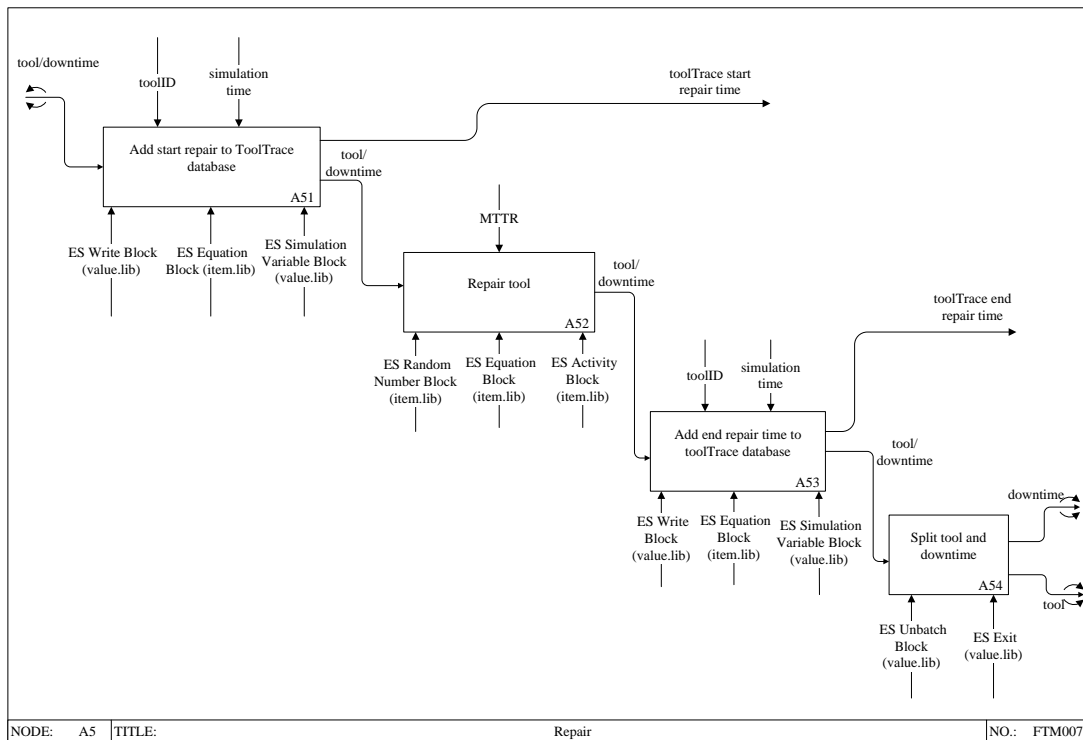 tool/downtime
toolID
simulation
time
toolTrace start
repair time
Add start repair to ToolTrace
database
A51
tool/
downtime
ES Write Block
(value.lib)
ES Equation
Block (item.lib)
ES Simulation
Variable Block
(value.lib)
MTTR
Repair tool
A52
tool/
downtime
ES Random
Number Block
(item.lib)
ES Equation
Block
(item.lib)
ES Activity
Block
(item.lib)
toolID
simulation
time
toolTrace end
repair time
Add end repair time to
toolTrace database
A53
tool/
downtime
ES Write
Block
(value.lib)
ES Equation
Block
(item.lib)
ES Simulation
Variable Block
(value.lib)
Split tool and
downtime
A54
downtime
tool
ES Unbatch
Block
(value.lib)
ES Exit
(value.lib)
NODE: A5 TITLE: Repair NO.: FTM007